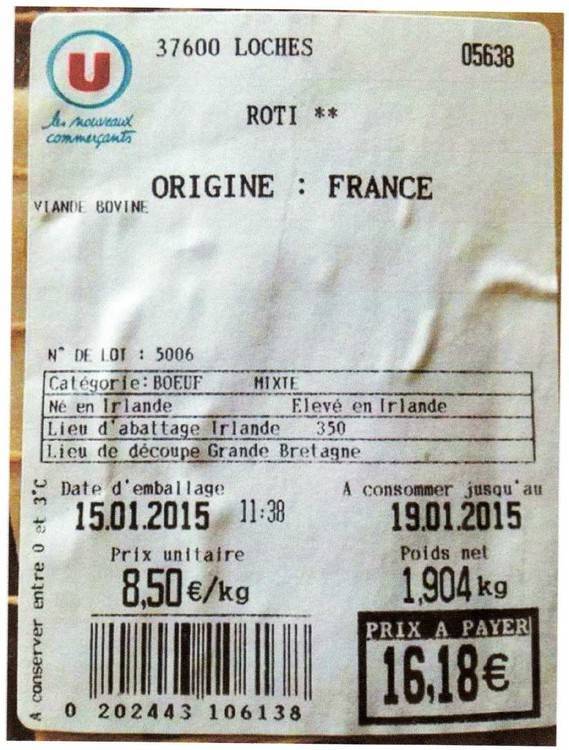 37600 LOCHES 05638
U
les nouveaux
commerçants
ROTI **
ORIGINE : FRANCE
VIANDE BOVINE
N° DE LOT : 5006
Catégorie: BOEUF MIXTE
Né en Irlande Elevé en Irlande
Lieu d'abattage Irlande 350
Lieu de découpe Grande Bretagne
A conserver entre 0 et 3°C
Date d'emballage A consommer jusqu'au
15.01.2015 11:38 19.01.2015
Prix unitaire Poids net
8,50 €/kg 1,904 kg
PRIX A PAYER
16,18€
0 202443 106138